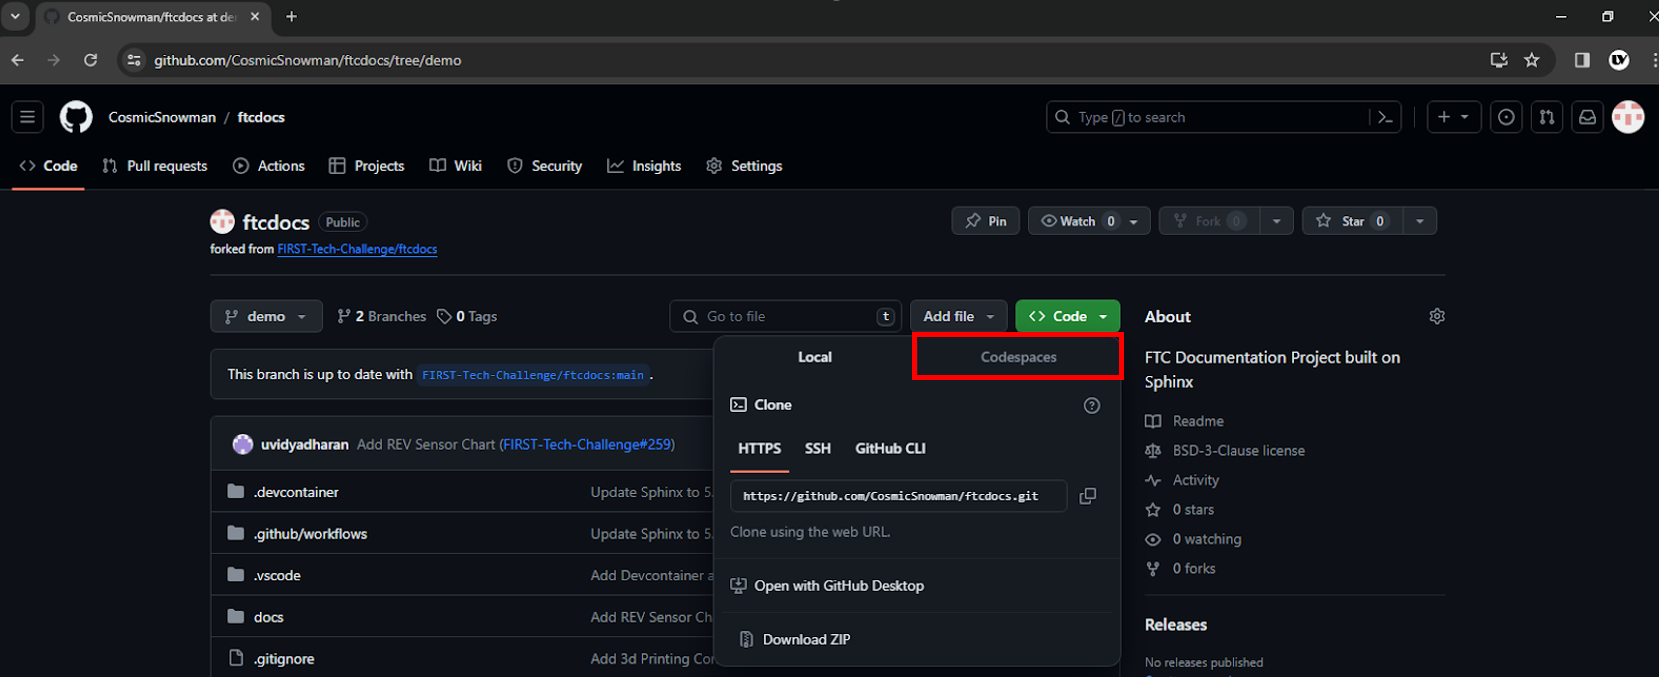 CosmicSnowman/ftcdocs at de
github.com/CosmicSnowman/ftcdocs/tree/demo
CosmicSnowman / ftcdocs
Type / to search
Code Pull requests Actions Projects Wiki Security Insights Settings
ftcdocs Public
Pin Watch 0 Fork 0 Star 0
forked from FIRST-Tech-Challenge/ftcdocs
demo 2 Branches 0 Tags Go to file t Add file <> Code
About
Local Codespaces
FTC Documentation Project built on
Sphinx
This branch is up to date with FIRST-Tech-Challenge/ftcdocs:main .
Clone
Readme
uvidyadharan Add REV Sensor Chart (FIRST-Tech-Challenge#259)
HTTPS SSH GitHub CLI
BSD-3-Clause license
Activity
.devcontainer Update Sphinx to 5.
https://github.com/CosmicSnowman/ftcdocs.git
0 stars
Clone using the web URL.
.github/workflows Update Sphinx to 5.
0 watching
0 forks
.vscode Add Devcontainer a
Open with GitHub Desktop
docs Add REV Sensor Ch
Releases
Download ZIP
.gitignore Add 3d Printing Cor
No releases published